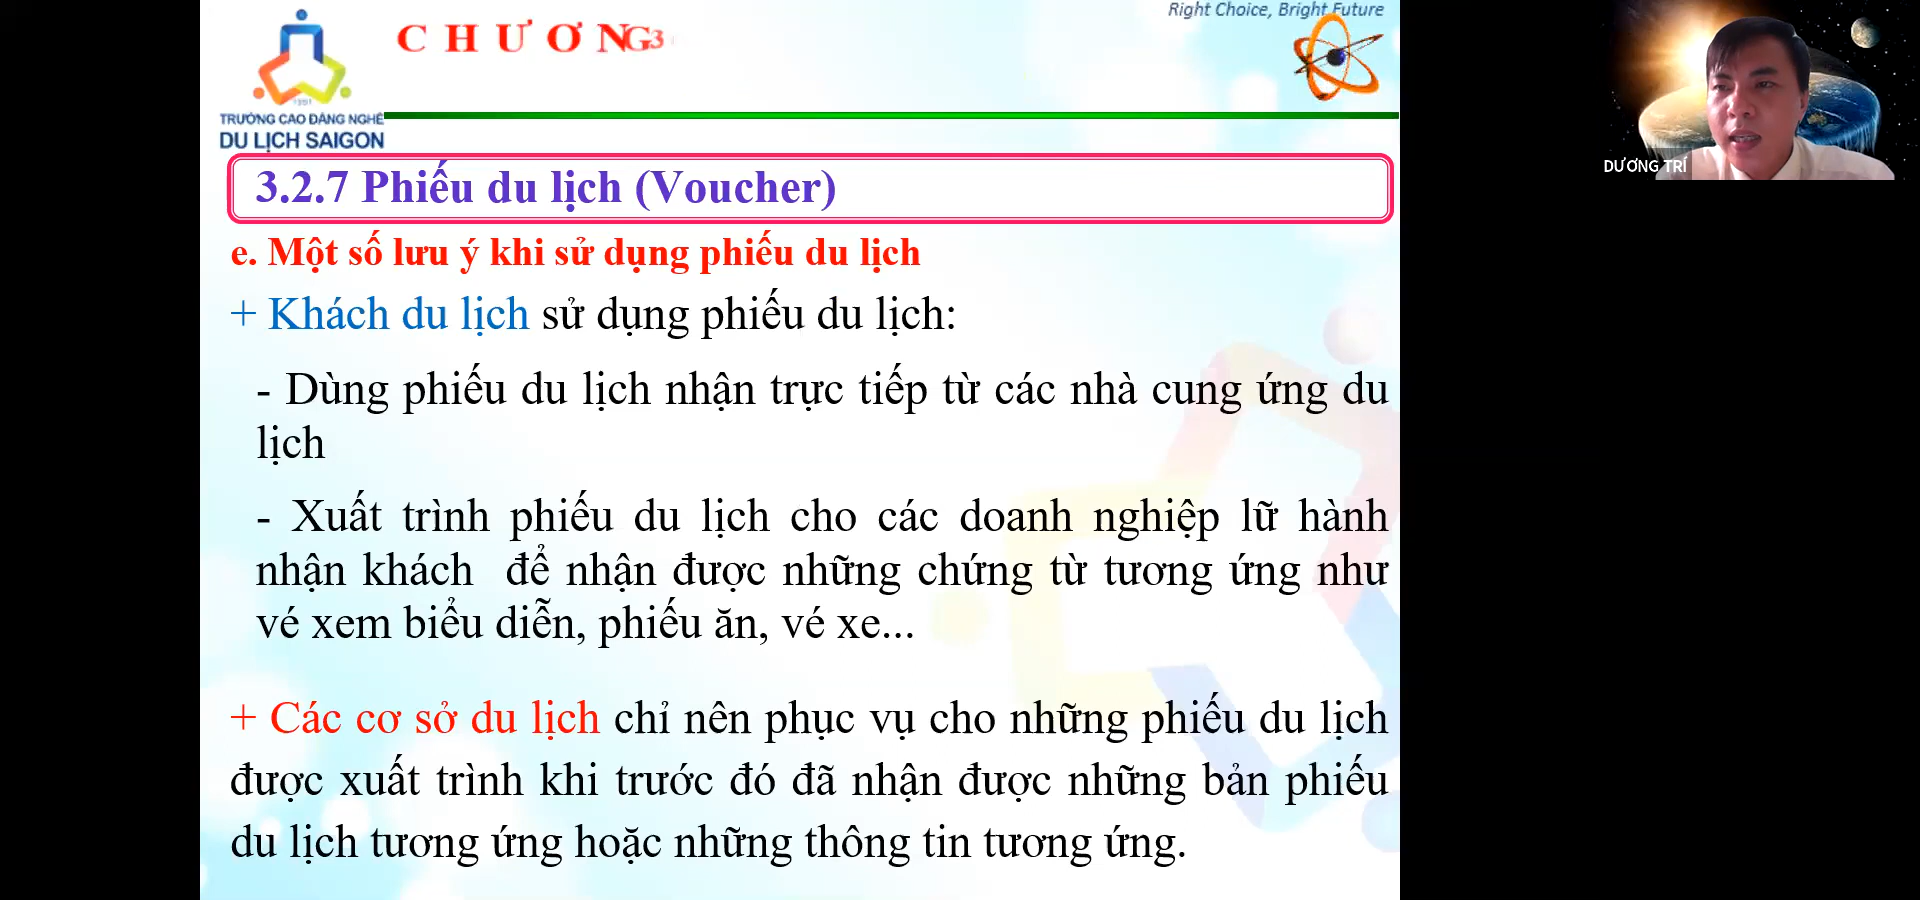 Right Choice, Bright Future
CHƯƠNG3
1991
TRƯỜNG CAO ĐẲNG NGHỀ
DU LỊCH SAIGON
DƯƠNG TRÍ
3.2.7 Phiếu du lịch (Voucher)
e. Một số lưu ý khi sử dụng phiếu du lịch
+ Khách du lịch sử dụng phiếu du lịch:
- Dùng phiếu du lịch nhận trực tiếp từ các nhà cung ứng du
lịch
- Xuất trình phiếu du lịch cho các doanh nghiệp lữ hành
nhận khách để nhận được những chứng từ tương ứng như
vé xem biểu diễn, phiếu ăn, vé xe...
+ Các cơ sở du lịch chỉ nên phục vụ cho những phiếu du lịch
được xuất trình khi trước đó đã nhận được những bản phiếu
du lịch tương ứng hoặc những thông tin tương ứng.